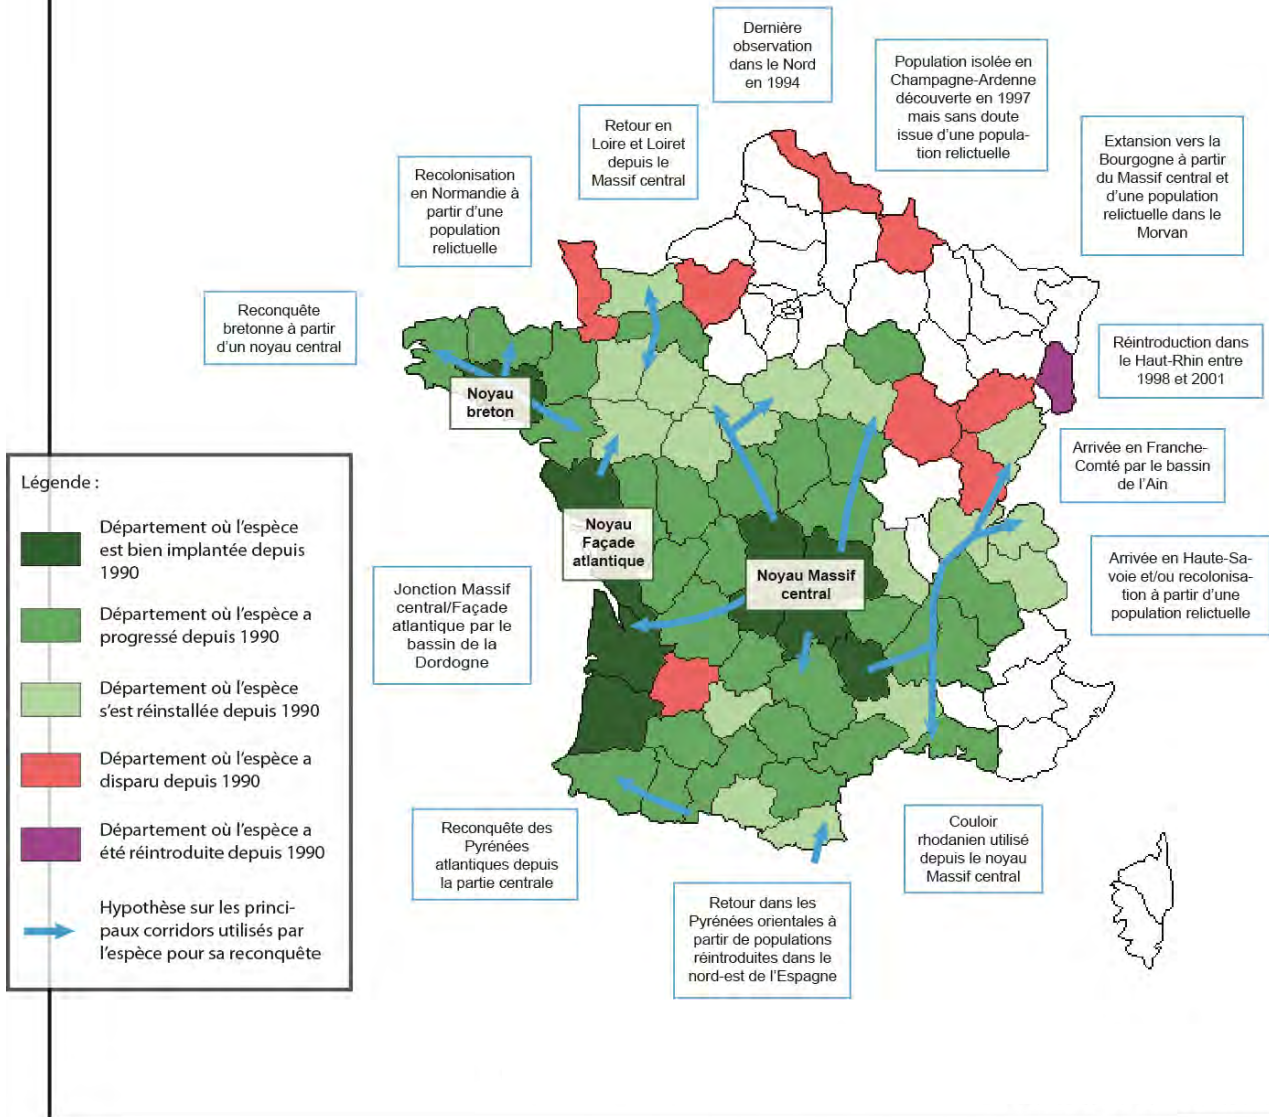 Dernière
observation
dans le Nord
en 1994
Population isolée en
Champagne-Ardenne
découverte en 1997
mais sans doute
issue d'une popula-
tion relictuelle
Retour en
Loire et Loiret
depuis le
Massif central
Extansion vers la
Bourgogne à partir
du Massif central et
d'une population
relictuelle dans le
Morvan
Recolonisation
en Normandie à
partir d'une
population
relictuelle
Reconquête
bretonne à partir
d'un noyau central
Réintroduction dans
le Haut-Rhin entre
1998 et 2001
Noyau
breton
Arrivée en Franche-
Comté par le bassin
de l'Ain
Noyau
Façade
atlantique
Noyau Massif
central
Arrivée en Haute-Sa-
voie et/ou recolonisa-
tion à partir d'une
population relictuelle
Jonction Massif
central/Façade
atlantique par le
bassin de la
Dordogne
Légende :
Département où l'espèce
est bien implantée depuis
1990
Département où l'espèce a
progressé depuis 1990
Département où l'espèce
s'est réinstallée depuis 1990
Département où l'espèce a
disparu depuis 1990
Département où l'espèce a
été réintroduite depuis 1990
Hypothèse sur les princi-
paux corridors utilisés par
l'espèce pour sa reconquête
Reconquête des
Pyrénées
atlantiques depuis
la partie centrale
Couloir
rhodanien utilisé
depuis le noyau
Massif central
Retour dans les
Pyrénées orientales à
partir de populations
réintroduites dans le
nord-est de l'Espagne